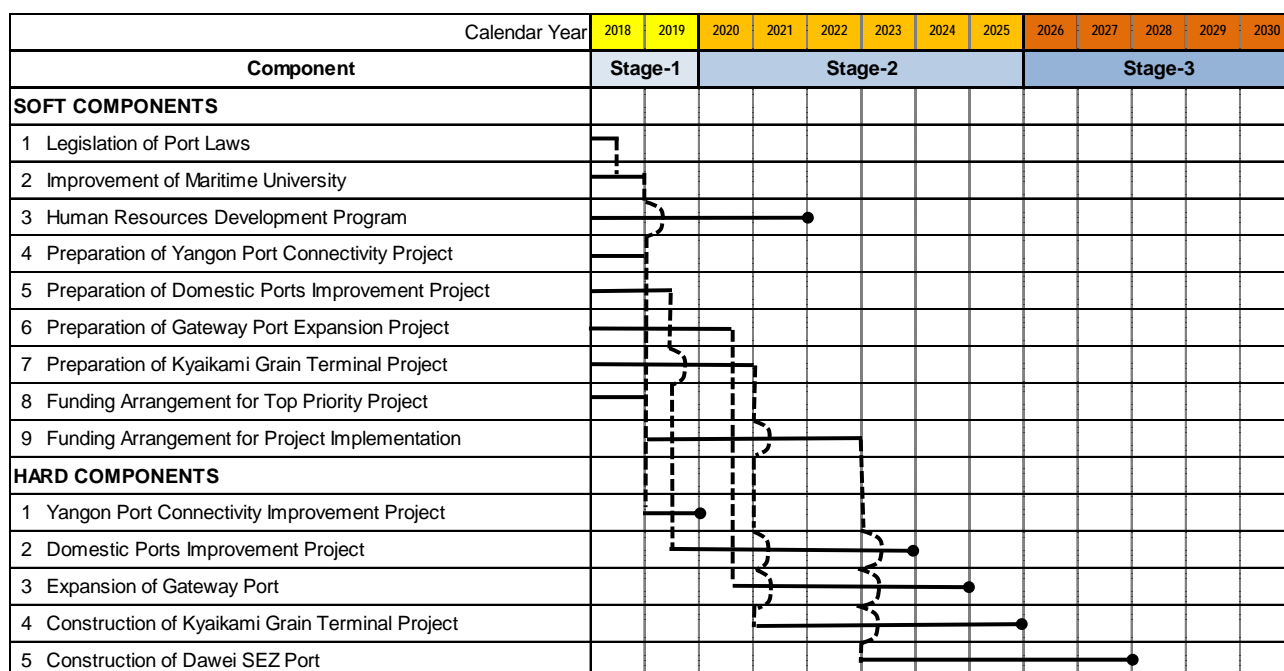 Calendar Year 2018 2019 2020 2021 2022 2023 2024 2025 2026 2027 2028 2029 2030
Component Stage-1 Stage-2 Stage-3
SOFT COMPONENTS
1 Legislation of Port Laws
2 Improvement of Maritime University
3 Human Resources Development Program
4 Preparation of Yangon Port Connectivity Project
5 Preparation of Domestic Ports Improvement Project
6 Preparation of Gateway Port Expansion Project
7 Preparation of Kyaikami Grain Terminal Project
8 Funding Arrangement for Top Priority Project
9 Funding Arrangement for Project Implementation
HARD COMPONENTS
1 Yangon Port Connectivity Improvement Project
2 Domestic Ports Improvement Project
3 Expansion of Gateway Port
4 Construction of Kyaikami Grain Terminal Project
5 Construction of Dawei SEZ Port